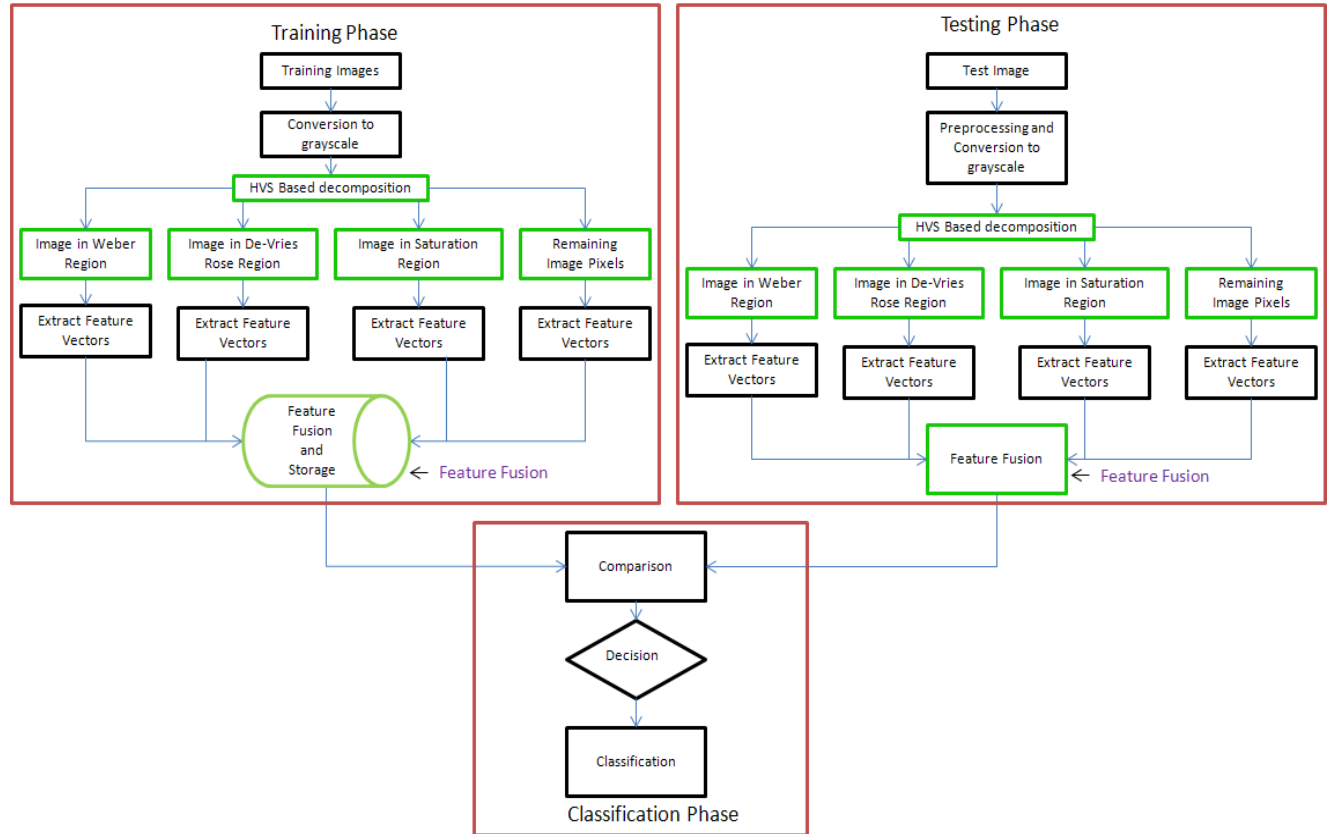 Training Phase
Training Images
Conversion to
grayscale
HVS Based decomposition
Image in Weber
Region
Image in De-Vries
Rose Region
Image in Saturation
Region
Remaining
Image Pixels
Extract Feature
Vectors
Extract Feature
Vectors
Extract Feature
Vectors
Extract Feature
Vectors
Feature
Fusion
and
Storage
← Feature Fusion
Testing Phase
Test Image
Preprocessing and
Conversion to
grayscale
HVS Based decomposition
Image in Weber
Region
Image in De-Vries
Rose Region
Image in Saturation
Region
Remaining
Image Pixels
Extract Feature
Vectors
Extract Feature
Vectors
Extract Feature
Vectors
Extract Feature
Vectors
Feature Fusion
← Feature Fusion
Comparison
Decision
Classification
Classification Phase